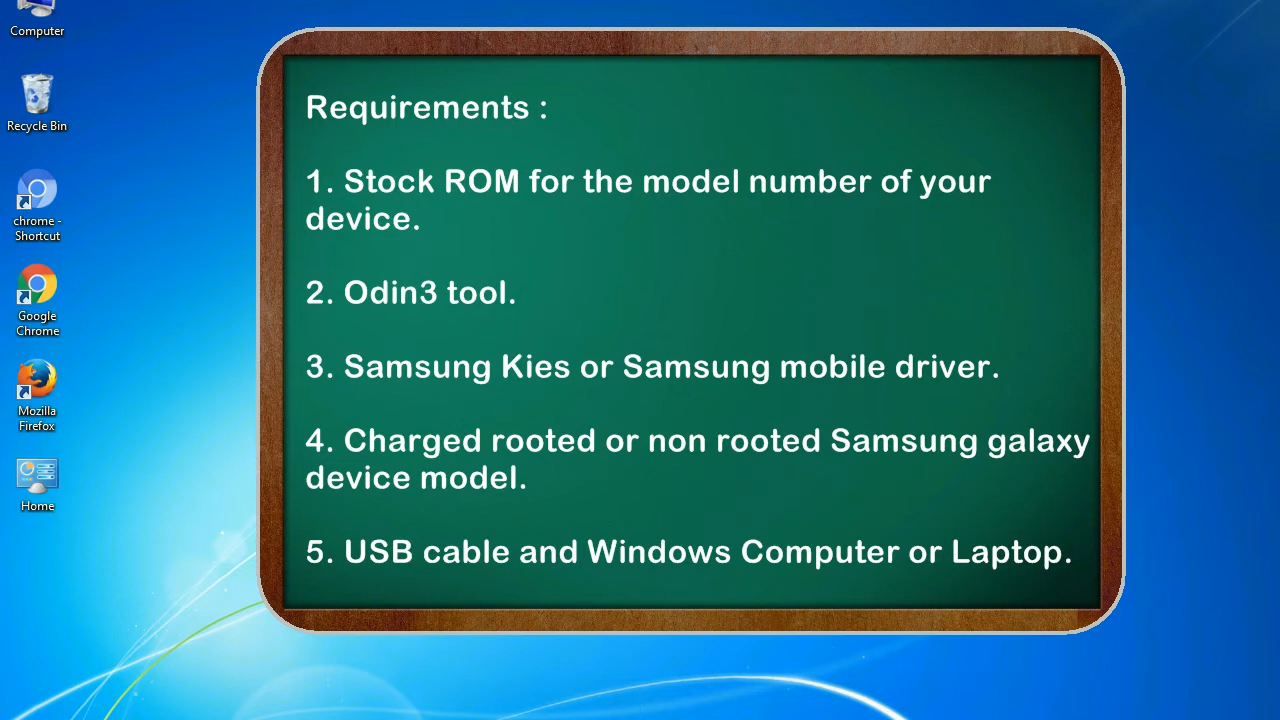 Computer
Recycle Bin
chrome -
Shortcut
Google
Chrome
Mozilla
Firefox
Home
Requirements :
1. Stock ROM for the model number of your
device.
2. Odin3 tool.
3. Samsung Kies or Samsung mobile driver.
4. Charged rooted or non rooted Samsung galaxy
device model.
5. USB cable and Windows Computer or Laptop.